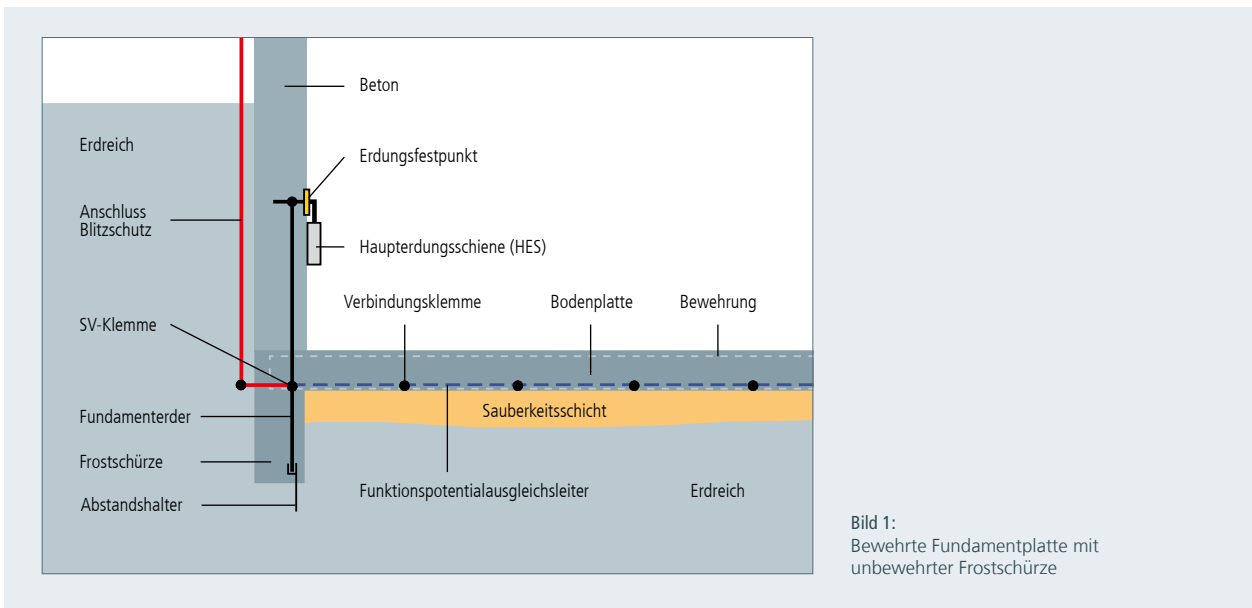 Beton
Erdreich
Erdungsfestpunkt
Anschluss
Blitzschutz
Haupterdungsschiene (HES)
Verbindungsklemme
Bodenplatte
Bewehrung
SV-Klemme
Fundamenterder
Sauberkeitsschicht
Frostschürze
Abstandshalter
Funktionspotentialausgleichsleiter
Erdreich
Bild 1:
Bewehrte Fundamentplatte mit
unbewehrter Frostschürze